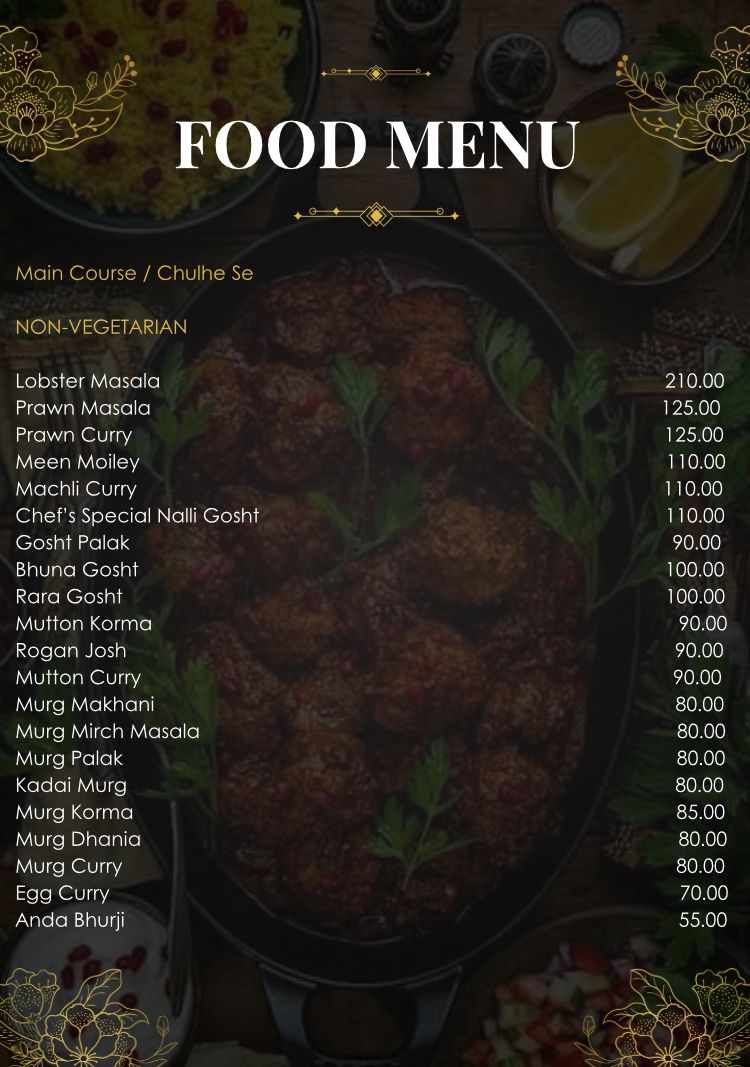 FOOD MENU
Main Course / Chulhe Se
NON-VEGETARIAN
Lobster Masala 210.00
Prawn Masala 125.00
Prawn Curry 125.00
Meen Moiley 110.00
Machli Curry 110.00
Chef's Special Nalli Gosht 110.00
Gosht Palak 90.00
Bhuna Gosht 100.00
Rara Gosht 100.00
Mutton Korma 90.00
Rogan Josh 90.00
Mutton Curry 90.00
Murg Makhani 80.00
Murg Mirch Masala 80.00
Murg Palak 80.00
Kadai Murg 80.00
Murg Korma 85.00
Murg Dhania 80.00
Murg Curry 80.00
Egg Curry 70.00
Anda Bhurji 55.00